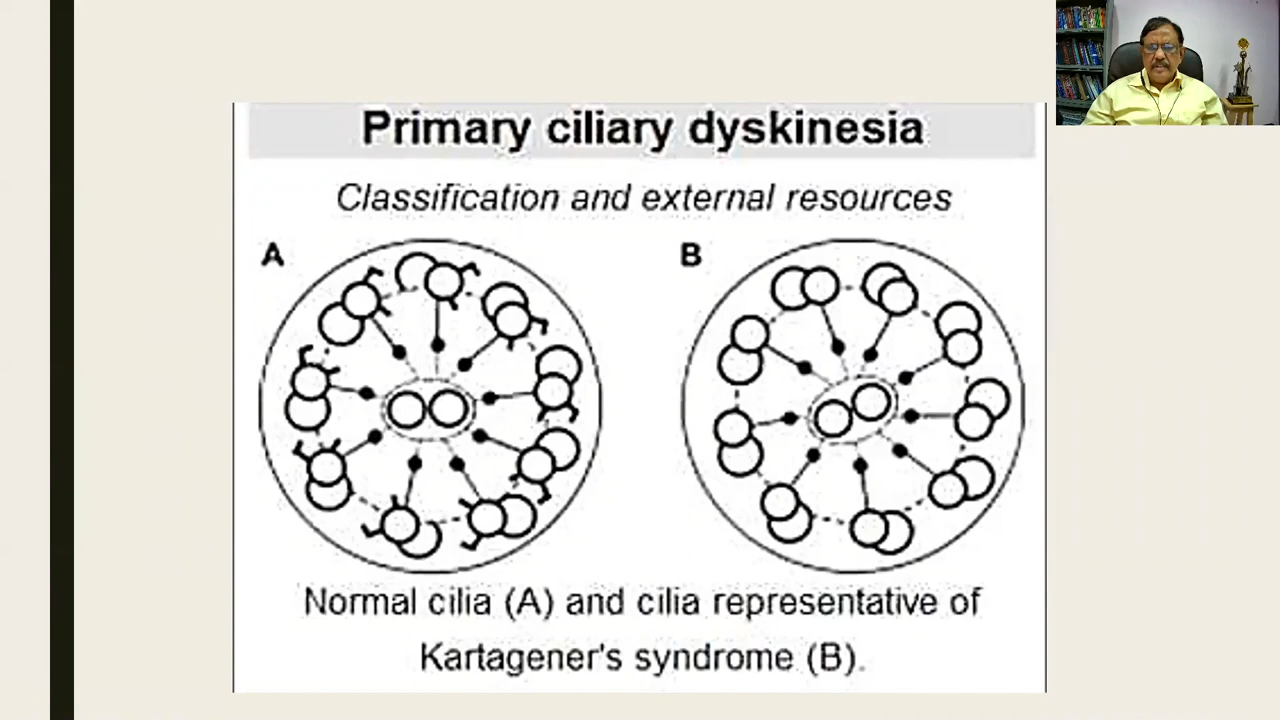 Primary ciliary dyskinesia
Classification and external resources
A
B
Normal cilia (A) and cilia representative of
Kartagener's syndrome (B).